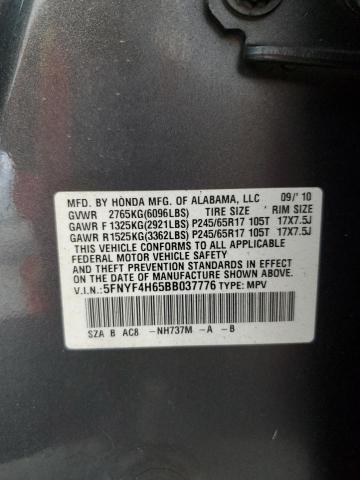 MFD. BY HONDA MFG. OF ALABAMA, LLC 09/'10
GVWR 2765KG(6096LBS) TIRE SIZE RIM SIZE
GAWR F 1325KG(2921LBS) P245/65R17 105T 17X7.5J
GAWR R 1525KG(3362LBS) P245/65R17 105T 17X7.5J
THIS VEHICLE CONFORMS TO ALL APPLICABLE
FEDERAL MOTOR VEHICLE SAFETY AND
THEFT PREVENTION STANDARDS IN EFFECT
ON THE DATE OF MANUFACTURE SHOWN ABOVE.
V.I.N.: 5FNYF4H65BB037776 TYPE: MPV
SZA B AC8 -NH737M -A -B